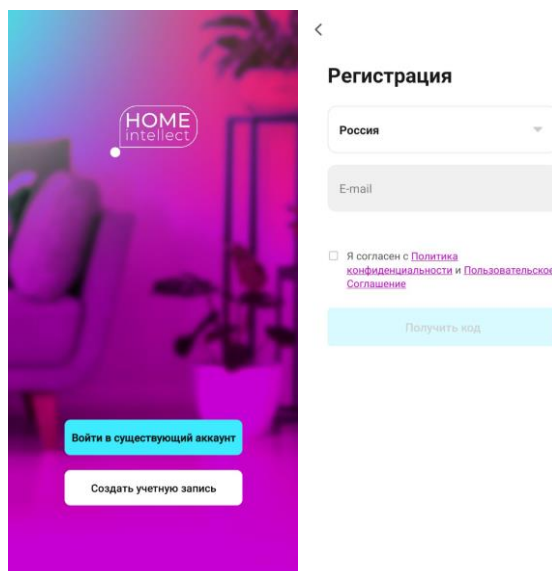 HOME
intellect
Войти в существующий аккаунт
Создать учетную запись
Регистрация
Россия
E-mail
Я согласен с Политика
конфиденциальности и Пользовательское
Соглашение
Получить код